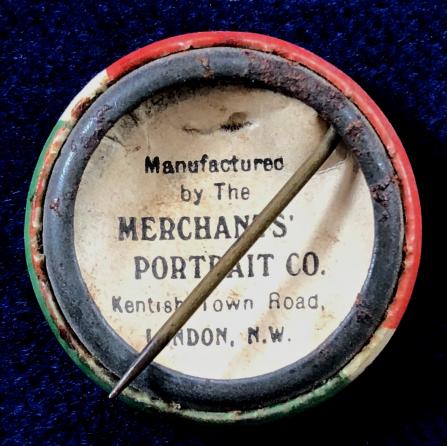 Manufactured
by The
MERCHANTS'
PORTRAIT CO.
Kentish Town Road,
LONDON, N.W.